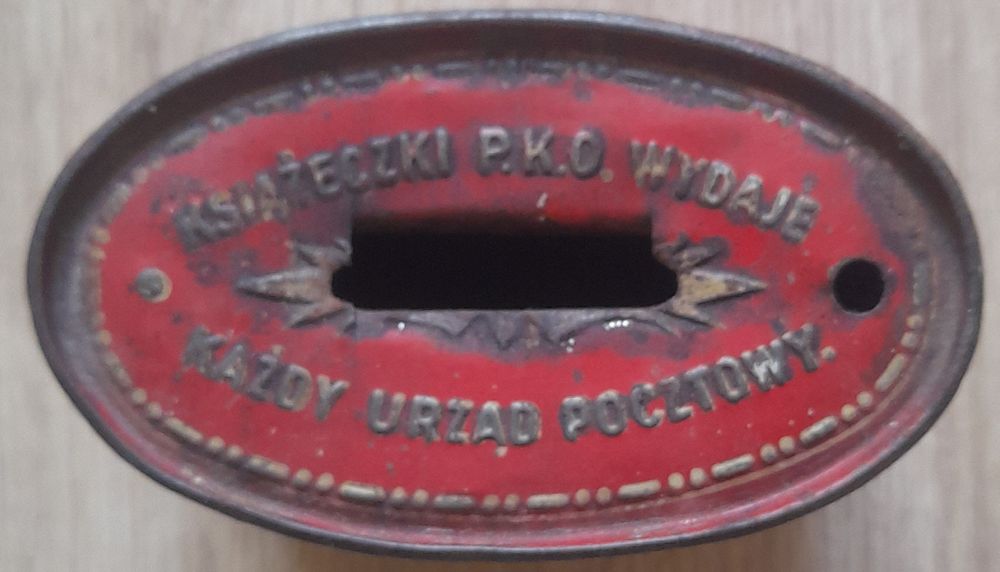 KSIĄŻECZKI P.K.O. WYDAJE
KAŻDY URZĄD POCZTOWY.